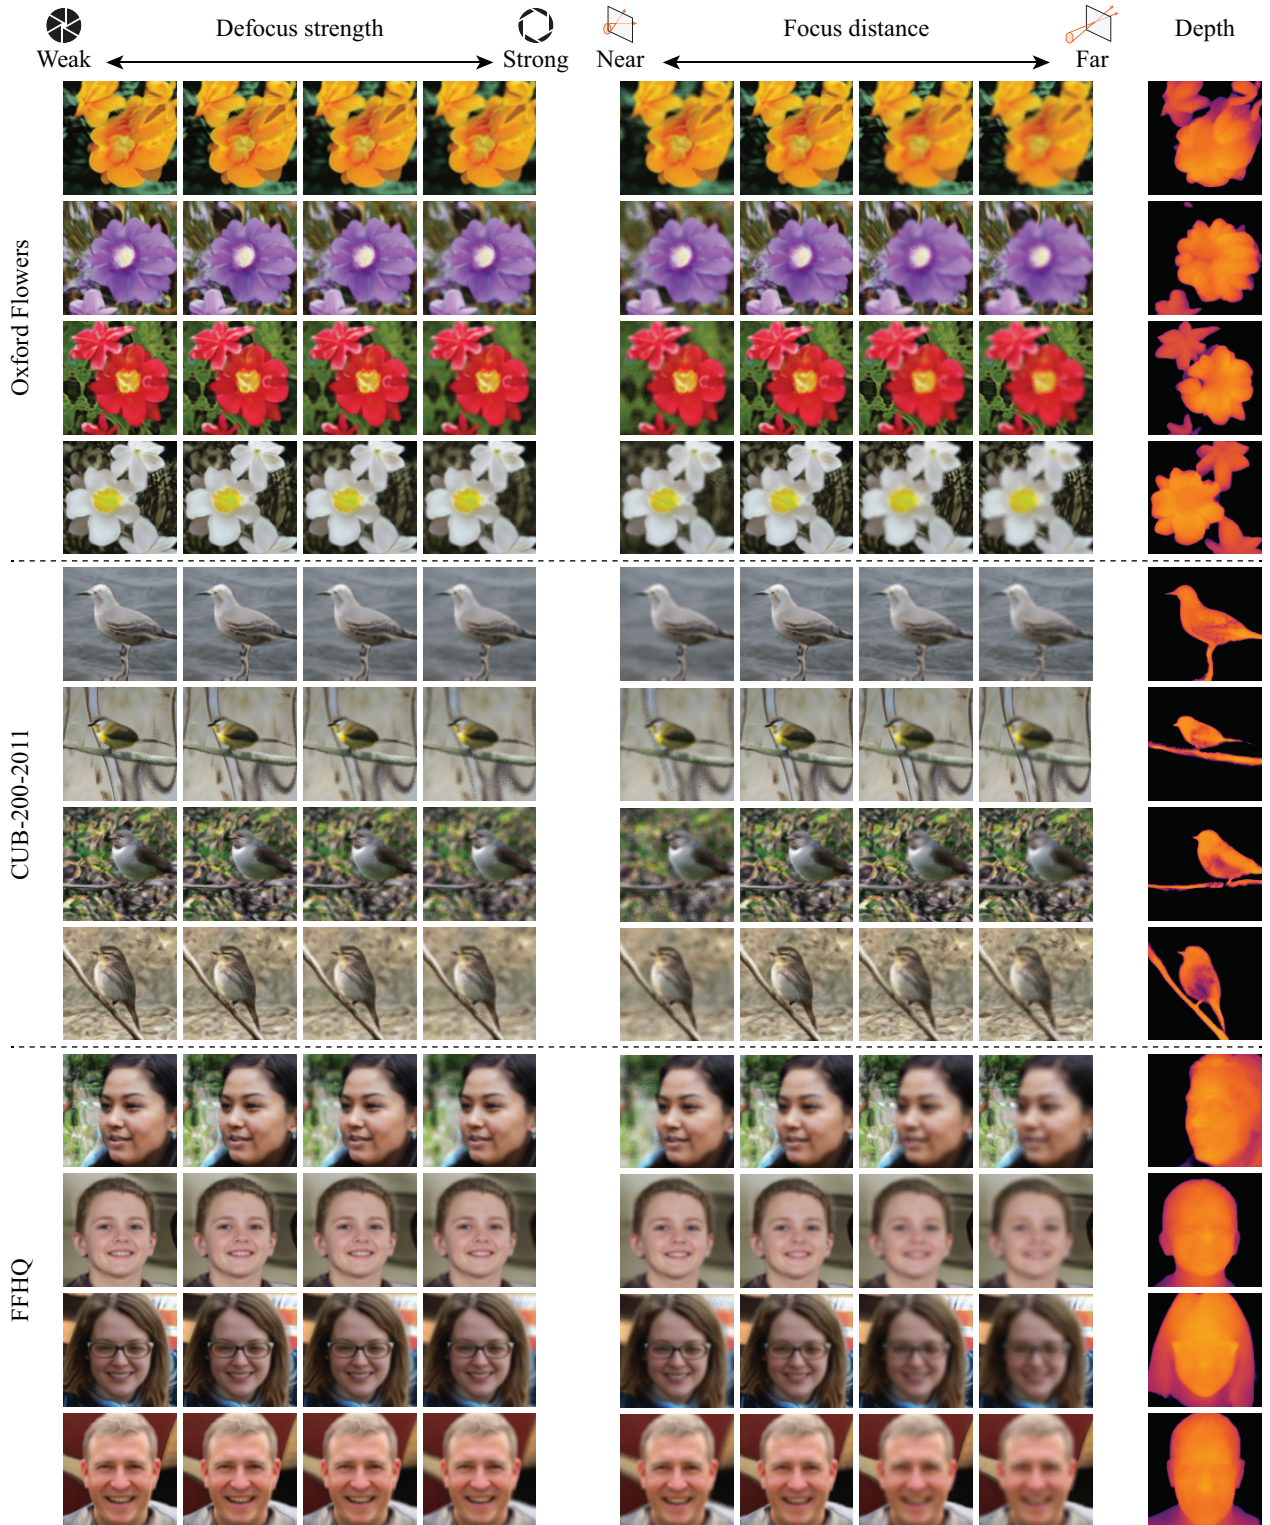 Defocus strength
Focus distance
Depth
Weak
Strong
Near
Far
Oxford Flowers
CUB-200-2011
FFHQ